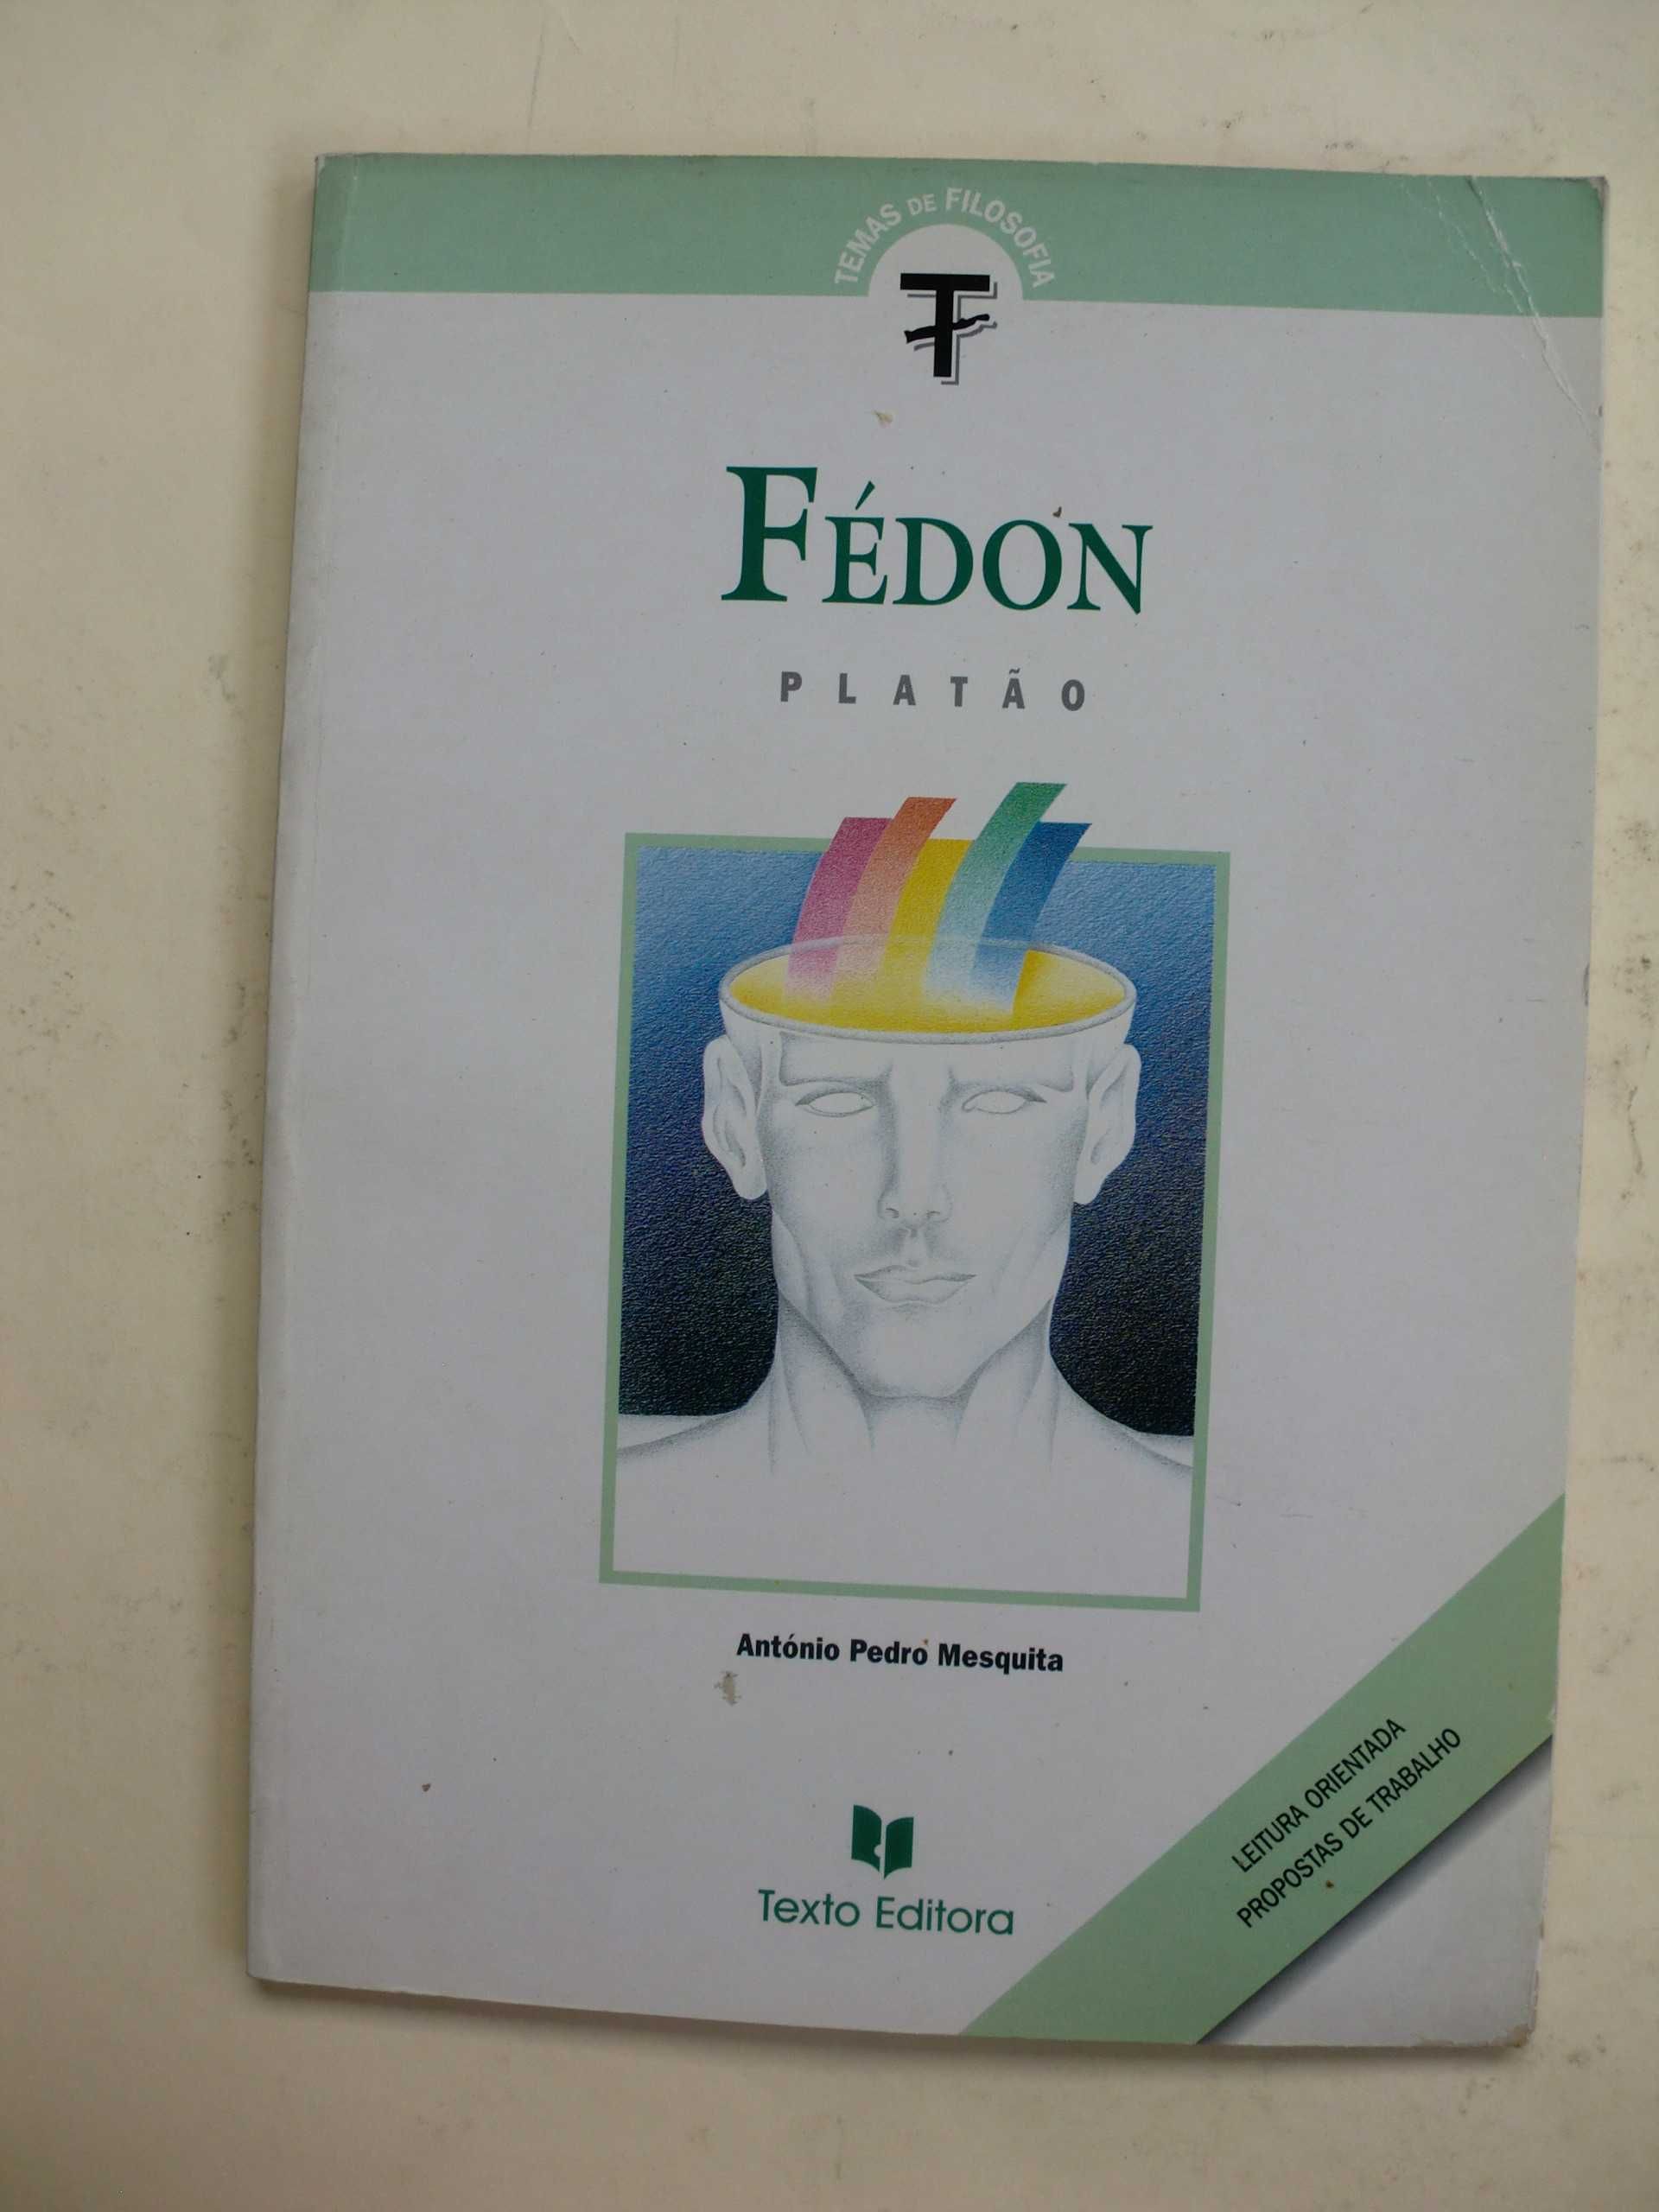 TEMAS DE FILOSOFIA
T
FÉDON
PLATÃO
António Pedro Mesquita
LEITURA ORIENTADA
PROPOSTAS DE TRABALHO
Texto Editora